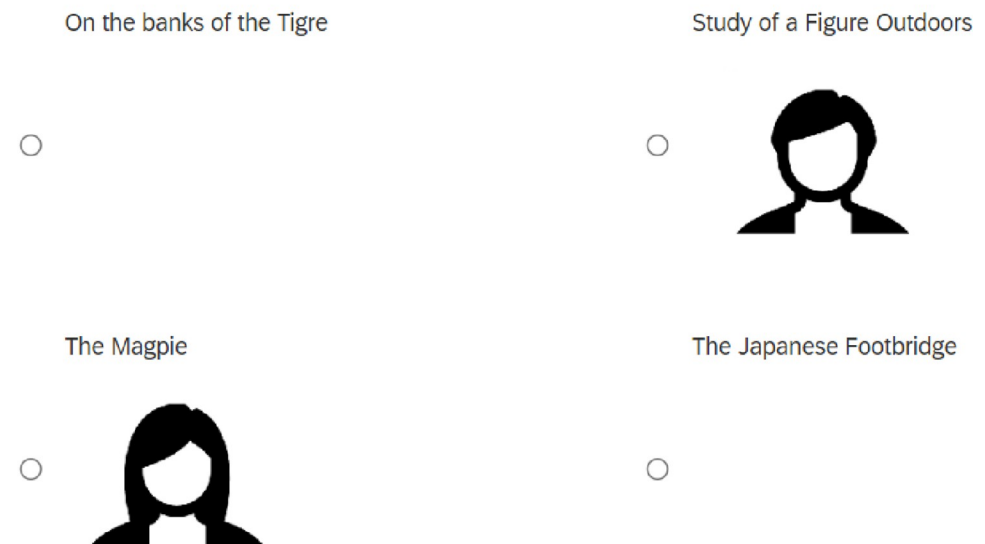 On the banks of the Tigre
Study of a Figure Outdoors
The Magpie
The Japanese Footbridge